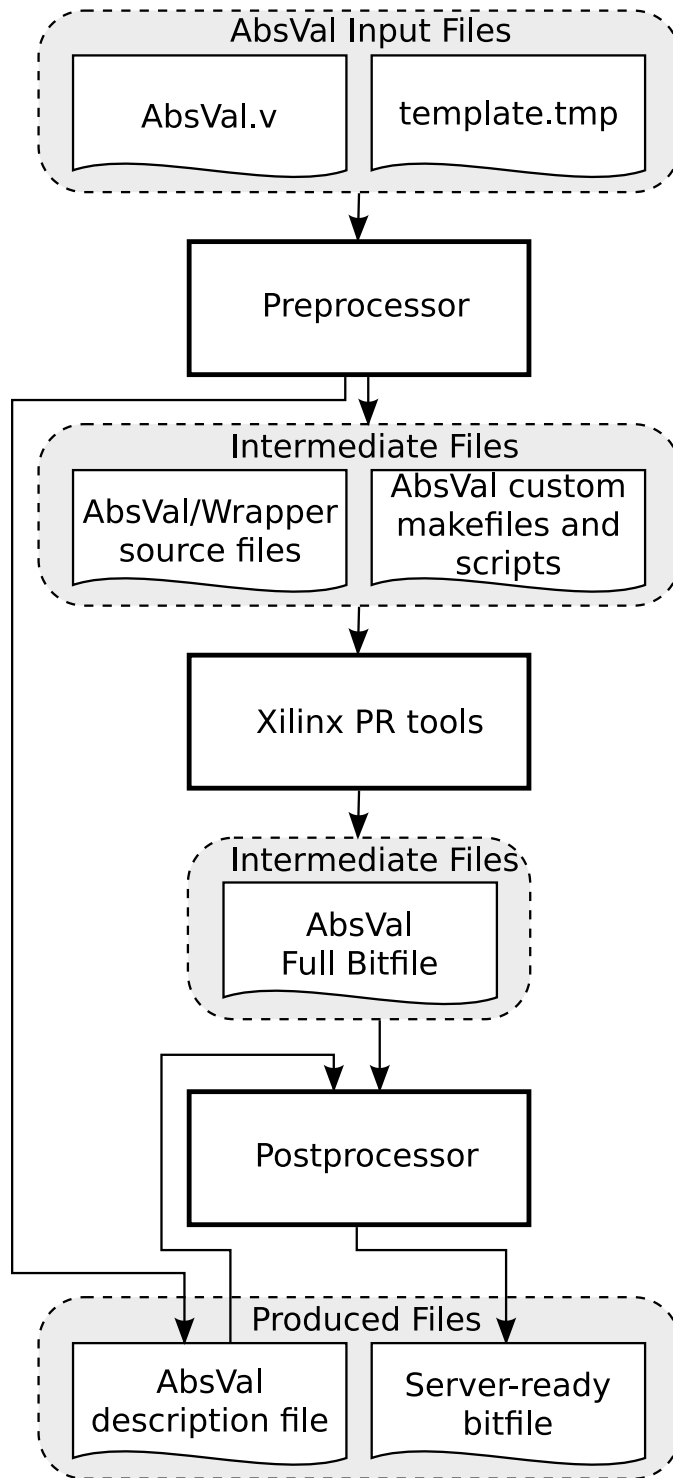 AbsVal Input Files
AbsVal.v
template.tmp
Preprocessor
Intermediate Files
AbsVal/Wrapper
source files
AbsVal custom
makefiles and
scripts
Xilinx PR tools
Intermediate Files
AbsVal
Full Bitfile
Postprocessor
Produced Files
AbsVal
description file
Server-ready
bitfile